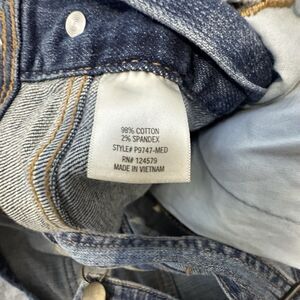 98% COTTON
2% SPANDEX
STYLE# P9747-MED
RN# 124579
MADE IN VIETNAM